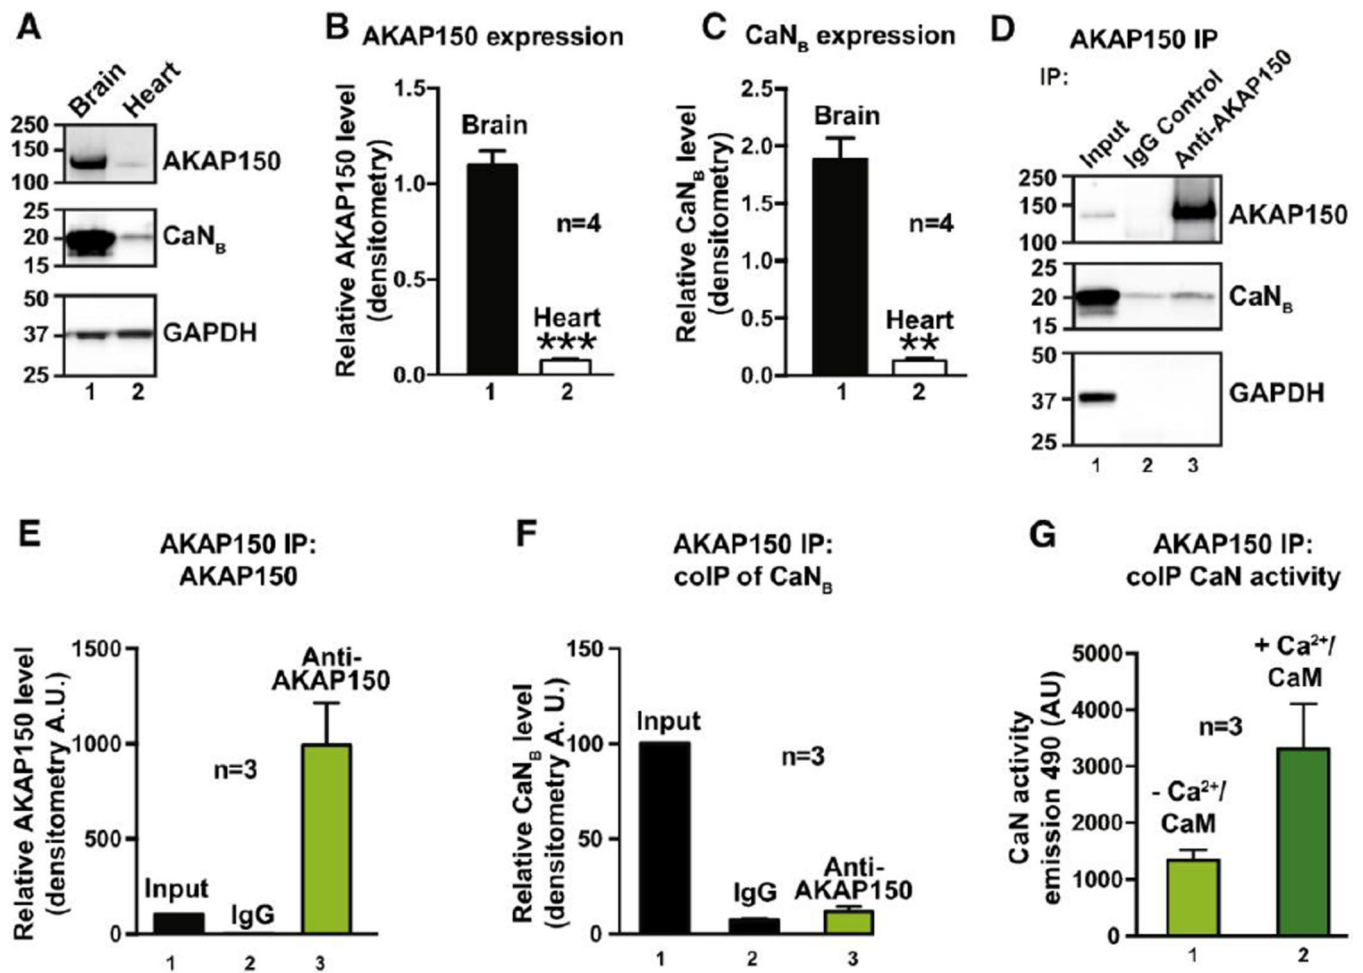 A
Brain
Heart
250
150
100
AKAP150
25
20
15
CaN_B
50
37
25
GAPDH
1 2
B
AKAP150 expression
Relative AKAP150 level
(densitometry)
1.5
1.0
0.5
0.0
Brain
n=4
Heart
***
1 2
C
CaN_B expression
Relative CaN_B level
(densitometry)
2.5
2.0
1.5
1.0
0.5
0.0
Brain
n=4
Heart
**
1 2
D
AKAP150 IP
IP:
Input
IgG Control
Anti-AKAP150
250
150
100
AKAP150
25
20
15
CaN_B
50
37
25
GAPDH
1 2 3
E
AKAP150 IP:
AKAP150
Relative AKAP150 level
(densitometry A.U.)
1500
1000
500
0
Input
IgG
Anti-
AKAP150
n=3
1 2 3
F
AKAP150 IP:
coIP of CaN_B
Relative CaN_B level
(densitometry A. U.)
150
100
50
0
Input
n=3
IgG
Anti-
AKAP150
1 2 3
G
AKAP150 IP:
coIP CaN activity
CaN activity
emission 490 (AU)
5000
4000
3000
2000
1000
0
- Ca²⁺/
CaM
n=3
+ Ca²⁺/
CaM
1 2